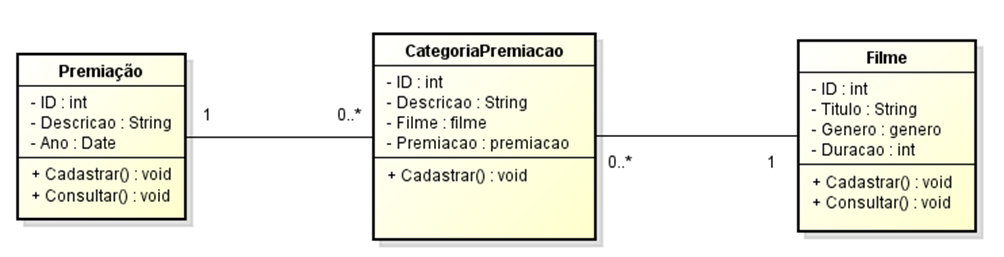 Premiação
- ID : int
- Descricao : String
- Ano : Date
+ Cadastrar() : void
+ Consultar() : void
1
0..*
CategoriaPremiacao
- ID : int
- Descricao : String
- Filme : filme
- Premiacao : premiacao
+ Cadastrar() : void
0..*
1
Filme
- ID : int
- Titulo : String
- Genero : genero
- Duracao : int
+ Cadastrar() : void
+ Consultar() : void